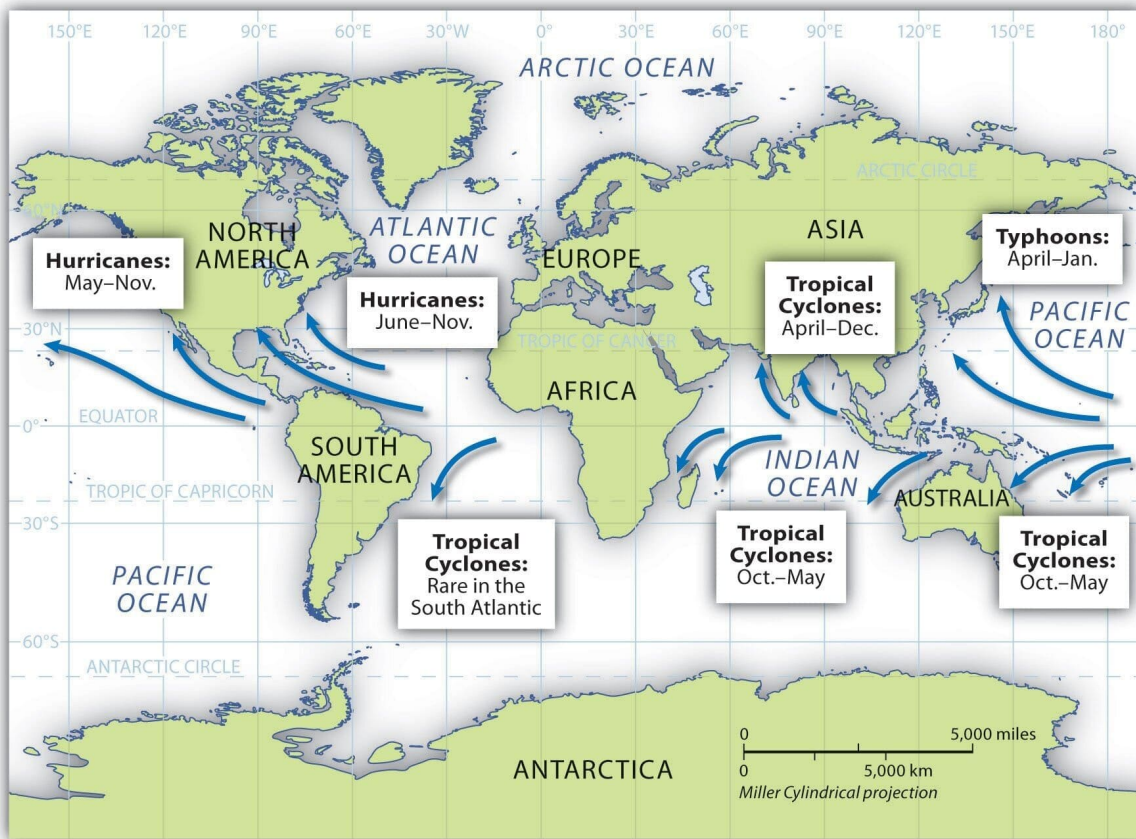 150°E 120°E 90°E 60°E 30°W 0° 30°E 60°E 90°E 120°E 150°E 180°
ARCTIC OCEAN
ARCTIC CIRCLE
60°N
NORTH
AMERICA
ATLANTIC
OCEAN
EUROPE
ASIA
Hurricanes:
May–Nov.
Hurricanes:
June–Nov.
Tropical
Cyclones:
April–Dec.
Typhoons:
April–Jan.
PACIFIC
OCEAN
30°N
TROPIC OF CANCER
AFRICA
EQUATOR
0°
SOUTH
AMERICA
INDIAN
OCEAN
AUSTRALIA
TROPIC OF CAPRICORN
30°S
Tropical
Cyclones:
Rare in the
South Atlantic
Tropical
Cyclones:
Oct.–May
Tropical
Cyclones:
Oct.–May
PACIFIC
OCEAN
60°S
ANTARCTIC CIRCLE
ANTARCTICA
0 5,000 miles
0 5,000 km
Miller Cylindrical projection